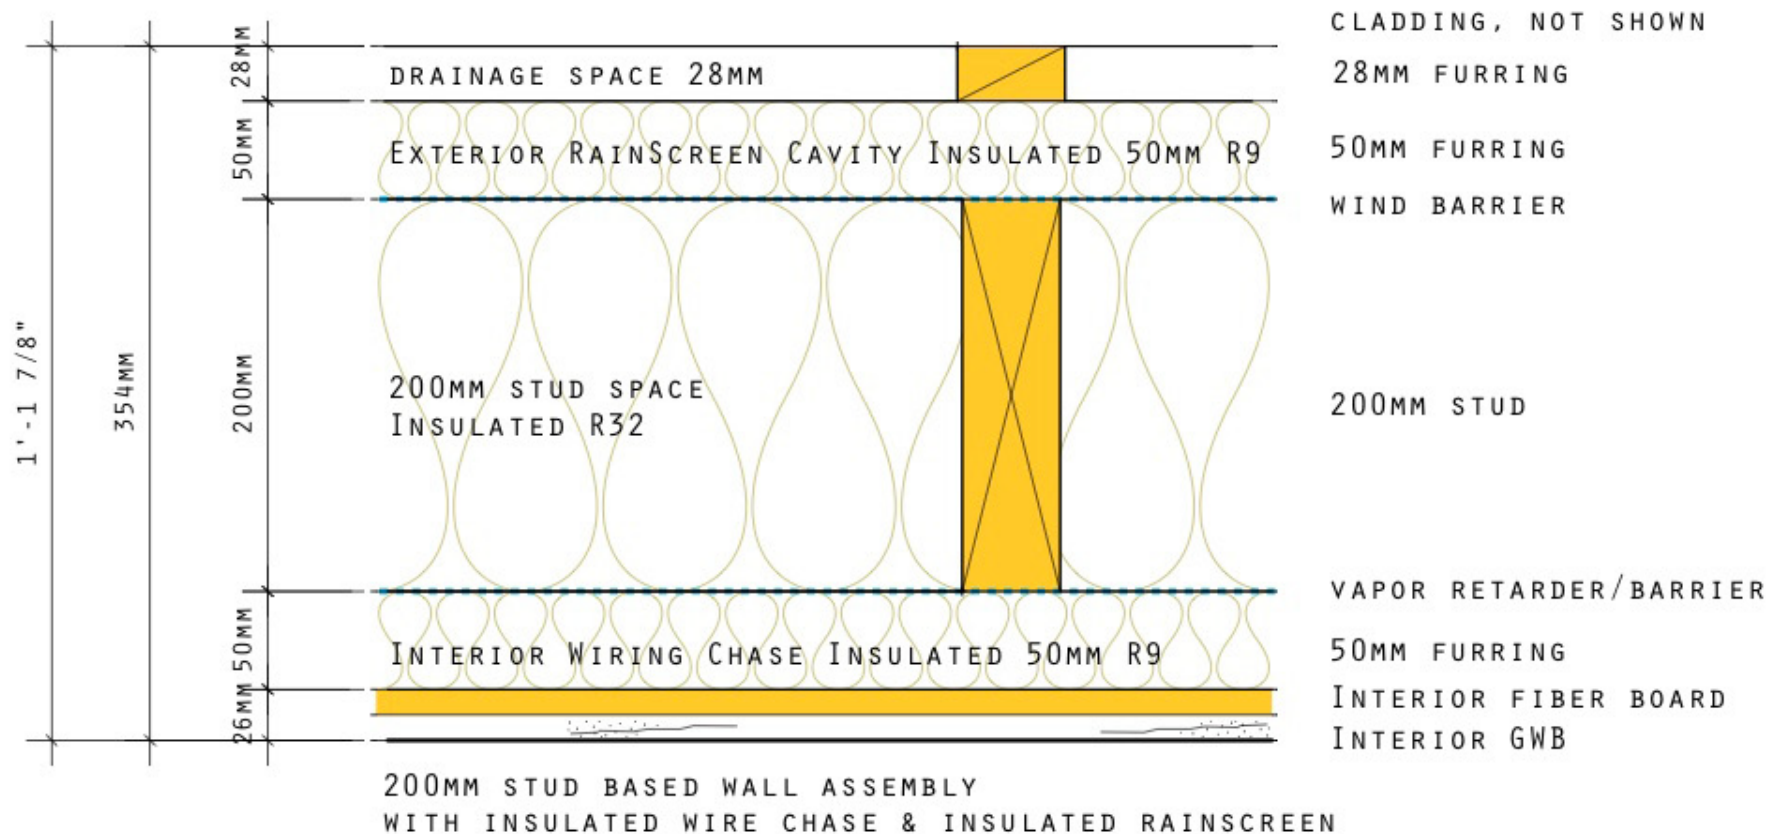 CLADDING, NOT SHOWN
28MM
DRAINAGE SPACE 28MM
28MM FURRING
50MM
EXTERIOR RAINSCREEN CAVITY INSULATED 50MM R9
50MM FURRING
WIND BARRIER
1'-1 7/8"
354MM
200MM
200MM STUD SPACE
INSULATED R32
200MM STUD
VAPOR RETARDER/BARRIER
50MM
INTERIOR WIRING CHASE INSULATED 50MM R9
50MM FURRING
26MM
INTERIOR FIBER BOARD
INTERIOR GWB
200MM STUD BASED WALL ASSEMBLY
WITH INSULATED WIRE CHASE & INSULATED RAINSCREEN